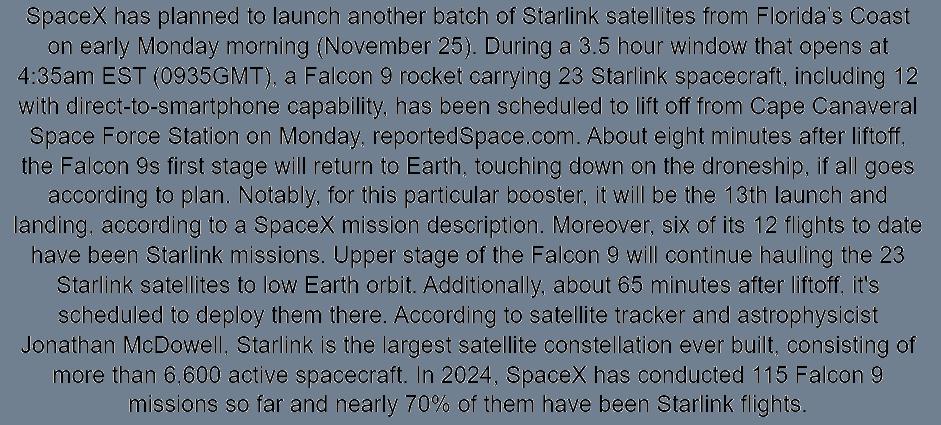 SpaceX has planned to launch another batch of Starlink satellites from Florida's Coast
on early Monday morning (November 25). During a 3.5 hour window that opens at
4:35am EST (0935GMT), a Falcon 9 rocket carrying 23 Starlink spacecraft, including 12
with direct-to-smartphone capability, has been scheduled to lift off from Cape Canaveral
Space Force Station on Monday, reportedSpace.com. About eight minutes after liftoff,
the Falcon 9s first stage will return to Earth, touching down on the droneship, if all goes
according to plan. Notably, for this particular booster, it will be the 13th launch and
landing, according to a SpaceX mission description. Moreover, six of its 12 flights to date
have been Starlink missions. Upper stage of the Falcon 9 will continue hauling the 23
Starlink satellites to low Earth orbit. Additionally, about 65 minutes after liftoff, it's
scheduled to deploy them there. According to satellite tracker and astrophysicist
Jonathan McDowell, Starlink is the largest satellite constellation ever built, consisting of
more than 6,600 active spacecraft. In 2024, SpaceX has conducted 115 Falcon 9
missions so far and nearly 70% of them have been Starlink flights.